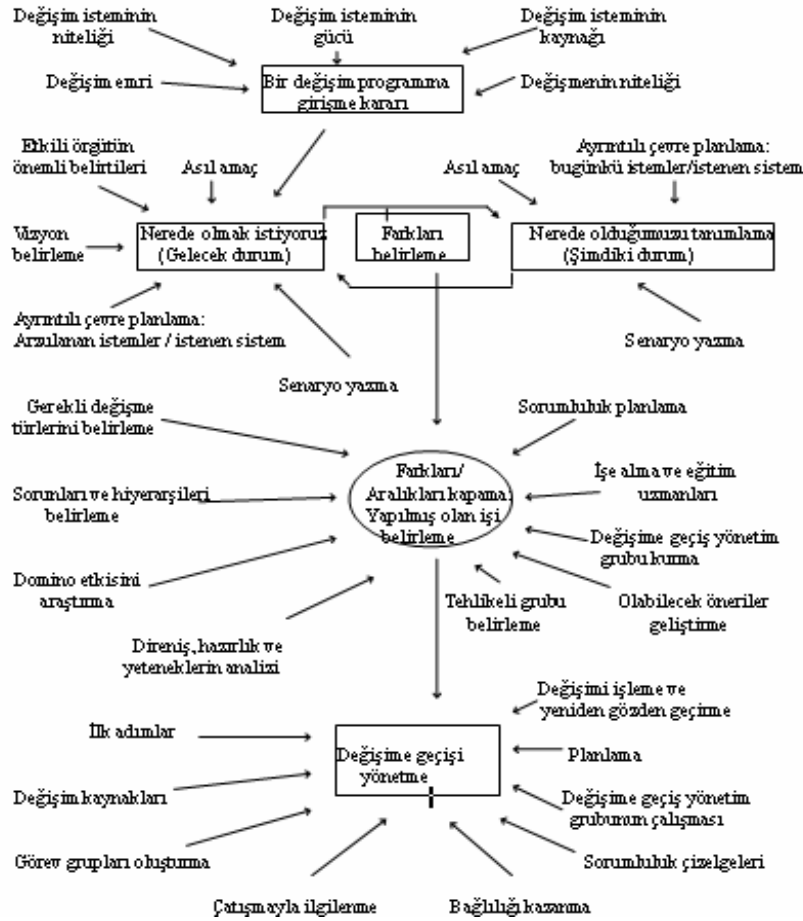 Değişim isteminin
niteliği
Değişim isteminin
gücü
Değişim isteminin
kaynağı
Değişim emri
Bir değişim programına
girişme kararı
Değişmenin niteliği
Etkili örgütün
önemli belirtileri
Asıl amaç
Asıl amaç
Ayrıntılı çevre planlama:
bugünkü istemler/istenen sistem
Vizyon
belirleme
Nerede olmak istiyoruz
(Gelecek durum)
Farkları
belirleme
Nerede olduğumuzu tanımlama
(Şimdiki durum)
Ayrıntılı çevre planlama:
Arzulanan istemler / istenen sistem
Senaryo yazma
Senaryo yazma
Gerekli değişme
türlerini belirleme
Sorumluluk planlama
Sorunları ve hiyerarşileri
belirleme
Farkları/
Aralıkları kapama,
Yapılmış olan işi
belirleme
İşe alma ve eğitim
uzmanları
Değişime geçiş yönetim
grubu kurma
Domino etkisini
araştırma
Direniş, hazırlık ve
yeteneklerin analizi
Tehlikeli grubu
belirleme
Olabilecek öneriler
geliştirme
Değişimi işleme ve
yeniden gözden geçirme
İlk adımlar
Değişime geçişi
yönetme
Planlama
Değişim kaynakları
Değişime geçiş yönetim
grubunun çalışması
Görev grupları oluşturma
Sorumluluk çizelgeleri
Çatışmayla ilgilenme
Bağlılığı kazanma